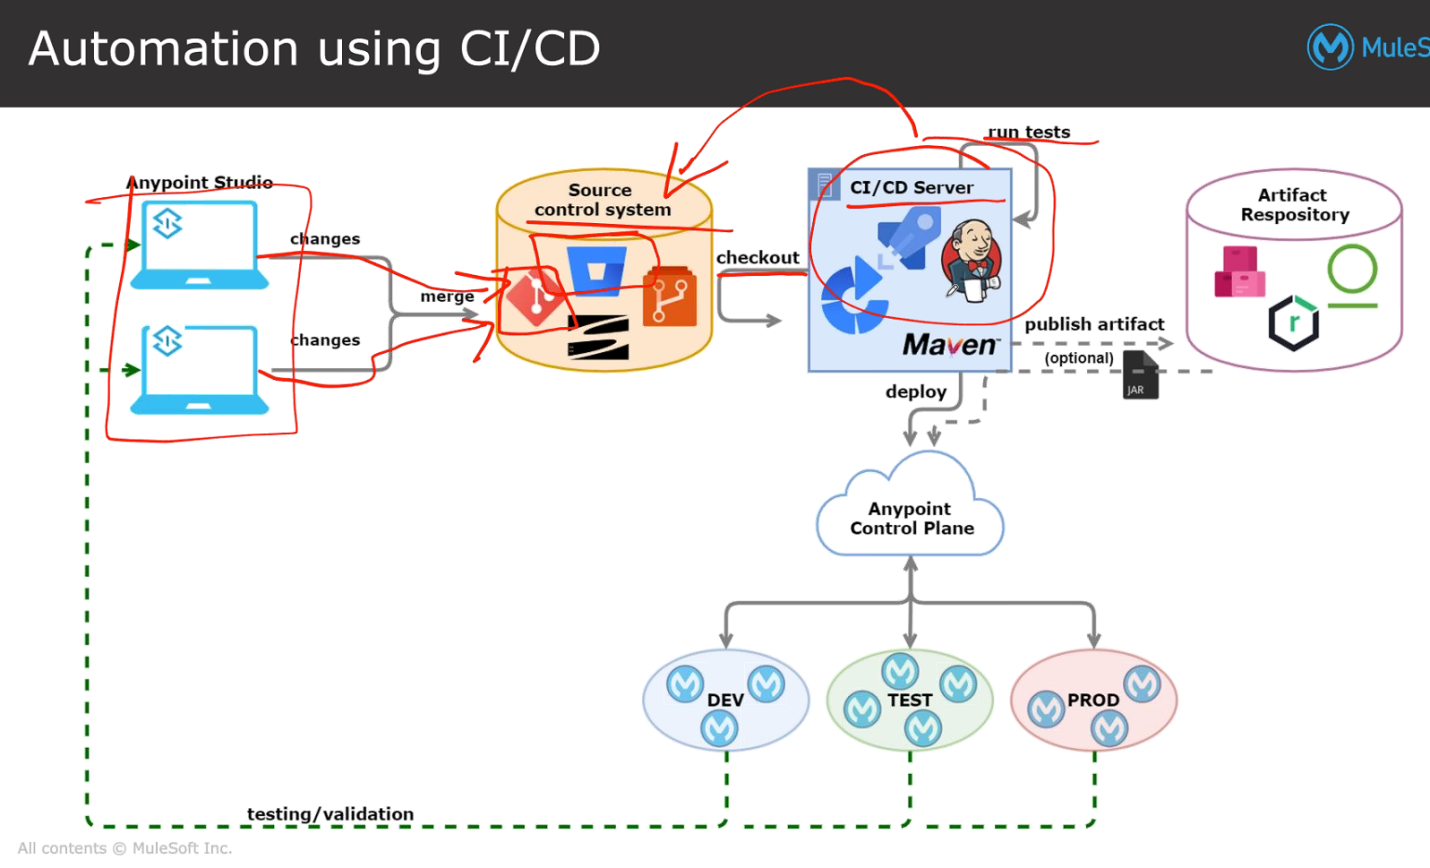 Automation using CI/CD
MuleS
Anypoint Studio
changes
changes
merge
Source
control system
checkout
run tests
CI/CD Server
Maven™
publish artifact
(optional)
JAR
Artifact
Respository
r
deploy
Anypoint
Control Plane
DEV
TEST
PROD
testing/validation
All contents © MuleSoft Inc.